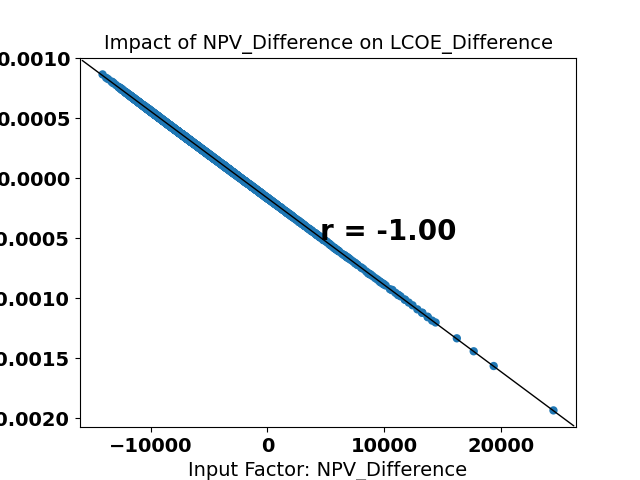 Impact of NPV_Difference on LCOE_Difference
0.0010
0.0005
0.0000
0.0005
0.0010
0.0015
0.0020
r = -1.00
−10000 0 10000 20000
Input Factor: NPV_Difference